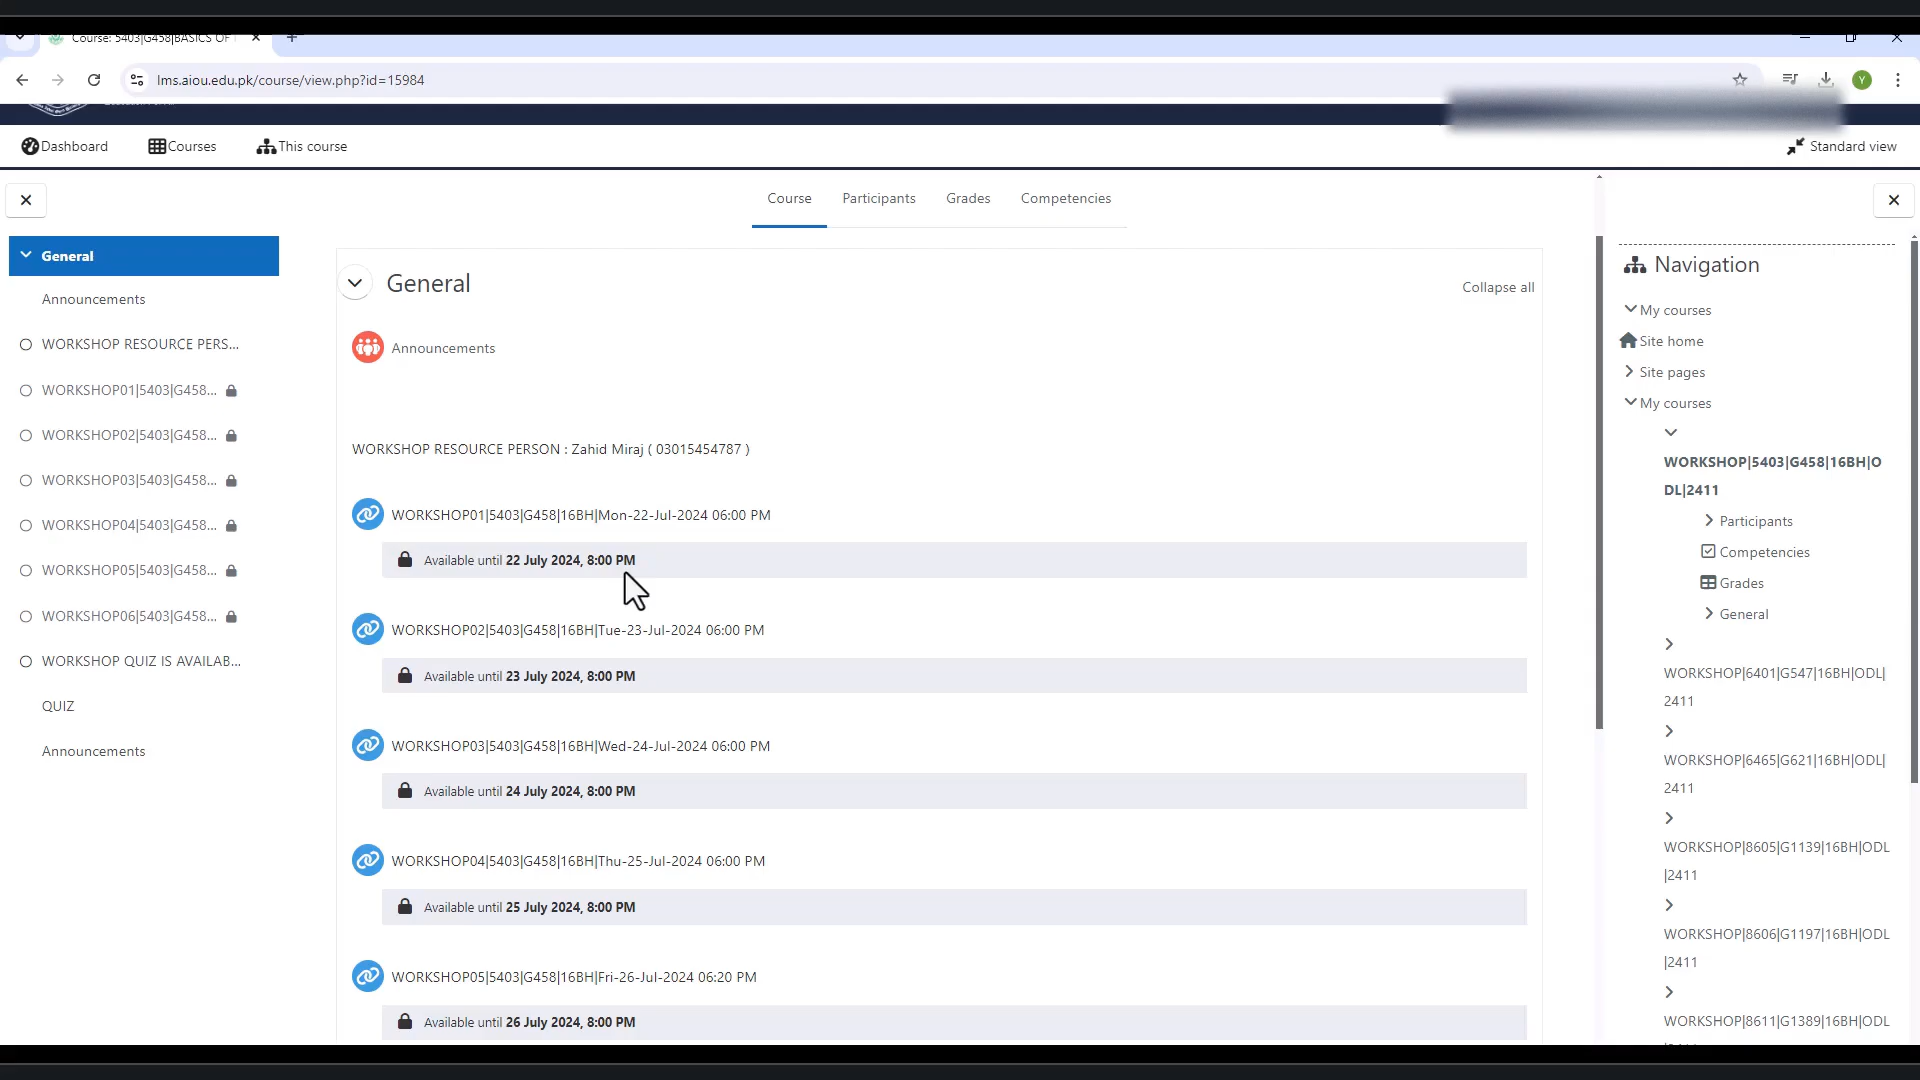 Course: 5403|G458|BASICS OF
lms.aiou.edu.pk/course/view.php?id=15984
Y
Dashboard
Courses
This course
Standard view
Course
Participants
Grades
Competencies
General
Announcements
WORKSHOP RESOURCE PERS...
WORKSHOP01|5403|G458...
WORKSHOP02|5403|G458...
WORKSHOP03|5403|G458...
WORKSHOP04|5403|G458...
WORKSHOP05|5403|G458...
WORKSHOP06|5403|G458...
WORKSHOP QUIZ IS AVAILAB...
QUIZ
Announcements
General
Collapse all
Announcements
WORKSHOP RESOURCE PERSON : Zahid Miraj ( 03015454787 )
WORKSHOP01|5403|G458|16BH|Mon-22-Jul-2024 06:00 PM
Available until 22 July 2024, 8:00 PM
WORKSHOP02|5403|G458|16BH|Tue-23-Jul-2024 06:00 PM
Available until 23 July 2024, 8:00 PM
WORKSHOP03|5403|G458|16BH|Wed-24-Jul-2024 06:00 PM
Available until 24 July 2024, 8:00 PM
WORKSHOP04|5403|G458|16BH|Thu-25-Jul-2024 06:00 PM
Available until 25 July 2024, 8:00 PM
WORKSHOP05|5403|G458|16BH|Fri-26-Jul-2024 06:20 PM
Available until 26 July 2024, 8:00 PM
Navigation
My courses
Site home
Site pages
My courses
WORKSHOP|5403|G458|16BH|O
DL|2411
Participants
Competencies
Grades
General
WORKSHOP|6401|G547|16BH|ODL|
2411
WORKSHOP|6465|G621|16BH|ODL|
2411
WORKSHOP|8605|G1139|16BH|ODL
|2411
WORKSHOP|8606|G1197|16BH|ODL
|2411
WORKSHOP|8611|G1389|16BH|ODL